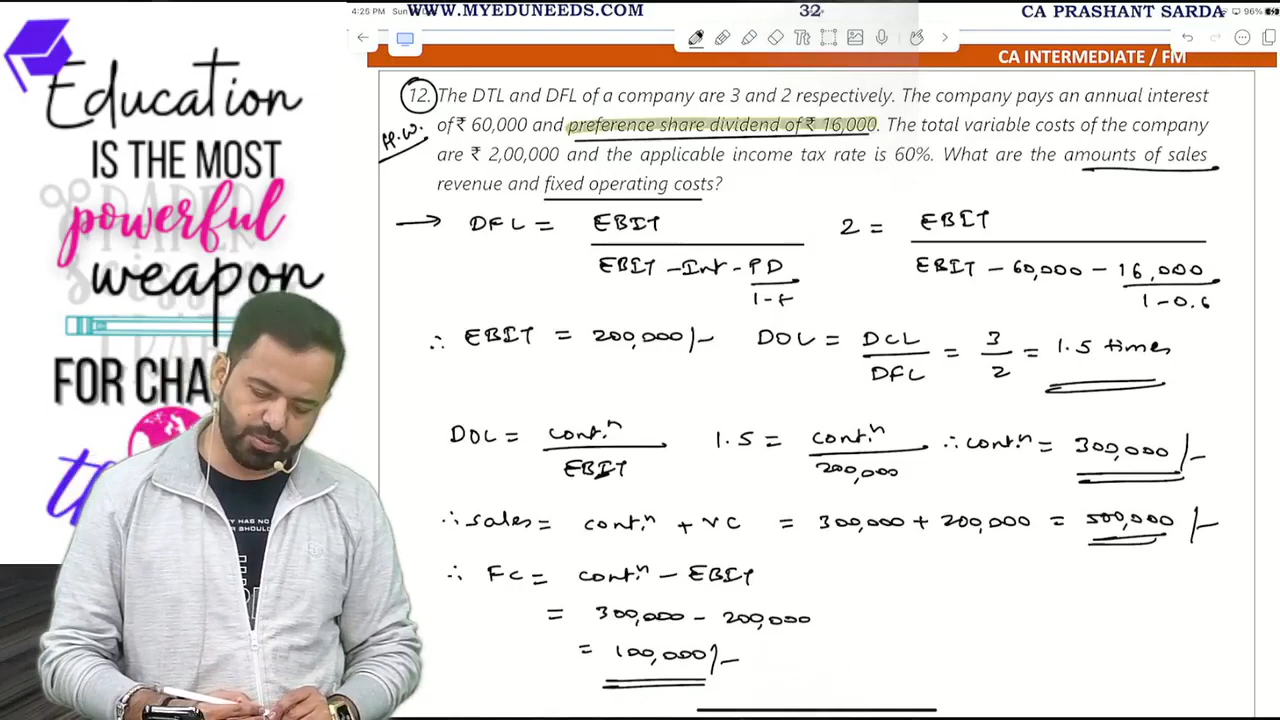 4:25 PM Sun
WWW.MYEDUNEEDS.COM
32
CA PRASHANT SARDA
96%
CA INTERMEDIATE / FM
Education
IS THE MOST
powerful
weapon
FOR CHA
12. The DTL and DFL of a company are 3 and 2 respectively. The company pays an annual interest
H.W.
of ₹ 60,000 and preference share dividend of ₹ 16,000. The total variable costs of the company
are ₹ 2,00,000 and the applicable income tax rate is 60%. What are the amounts of sales
revenue and fixed operating costs?
→ DFL = EBIT / EBIT - Int - PD / 1-t
2 = EBIT / EBIT - 60,000 - 16,000 / 1-0.6
∴ EBIT = 200,000/- DOL = DCL / DFL = 3 / 2 = 1.5 times
DOL = contⁿ / EBIT 1.5 = contⁿ / 200,000 ∴ contⁿ = 300,000/-
∴ sales = contⁿ + VC = 300,000 + 200,000 = 500,000/-
∴ FC = contⁿ - EBIT
= 300,000 - 200,000
= 100,000/-